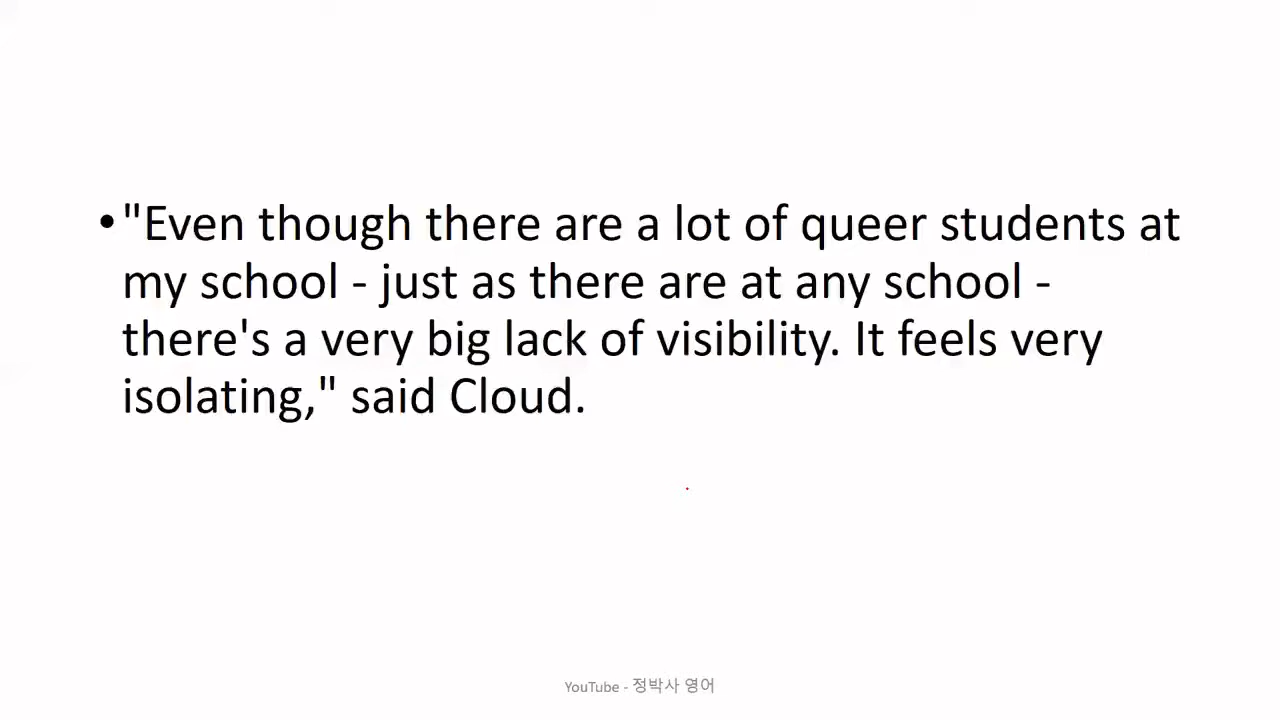 •"Even though there are a lot of queer students at
my school - just as there are at any school -
there's a very big lack of visibility. It feels very
isolating," said Cloud.
YouTube - 정박사 영어